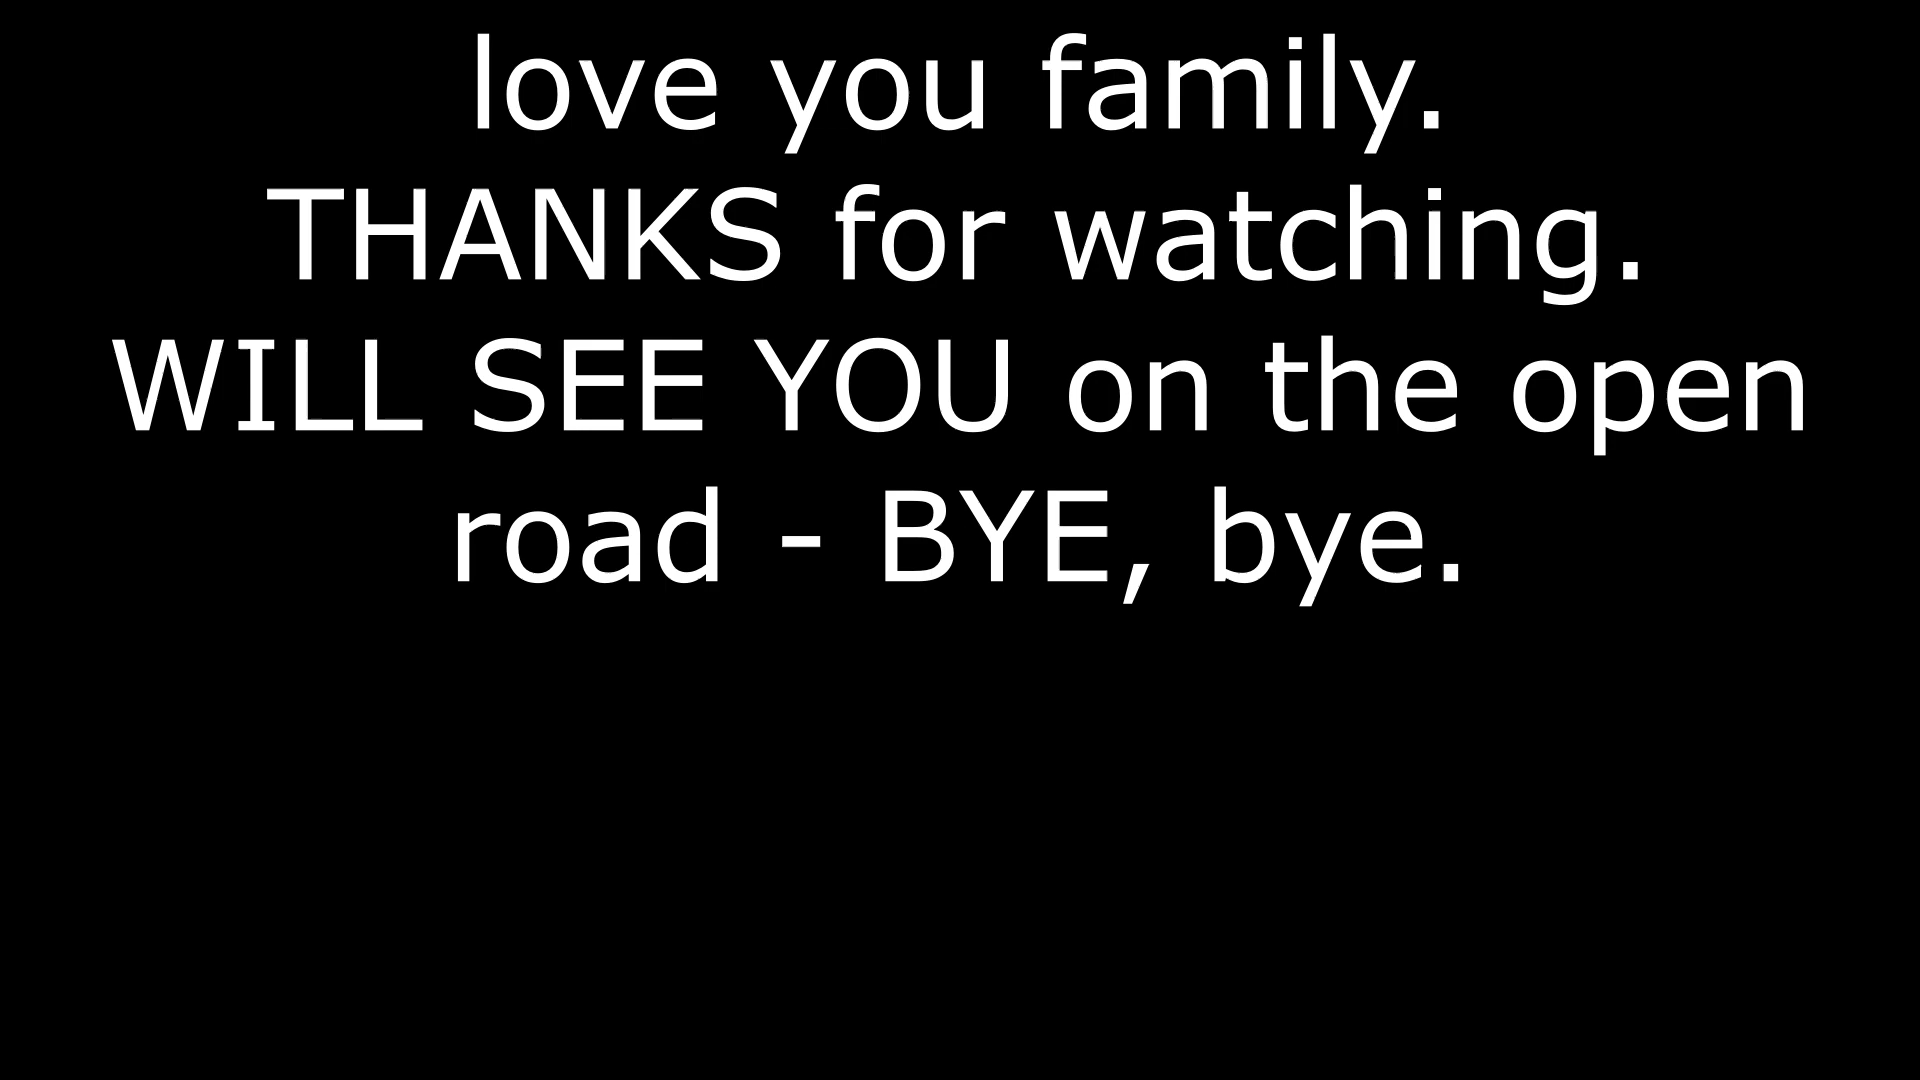 love you family.
THANKS for watching.
WILL SEE YOU on the open
road - BYE, bye.